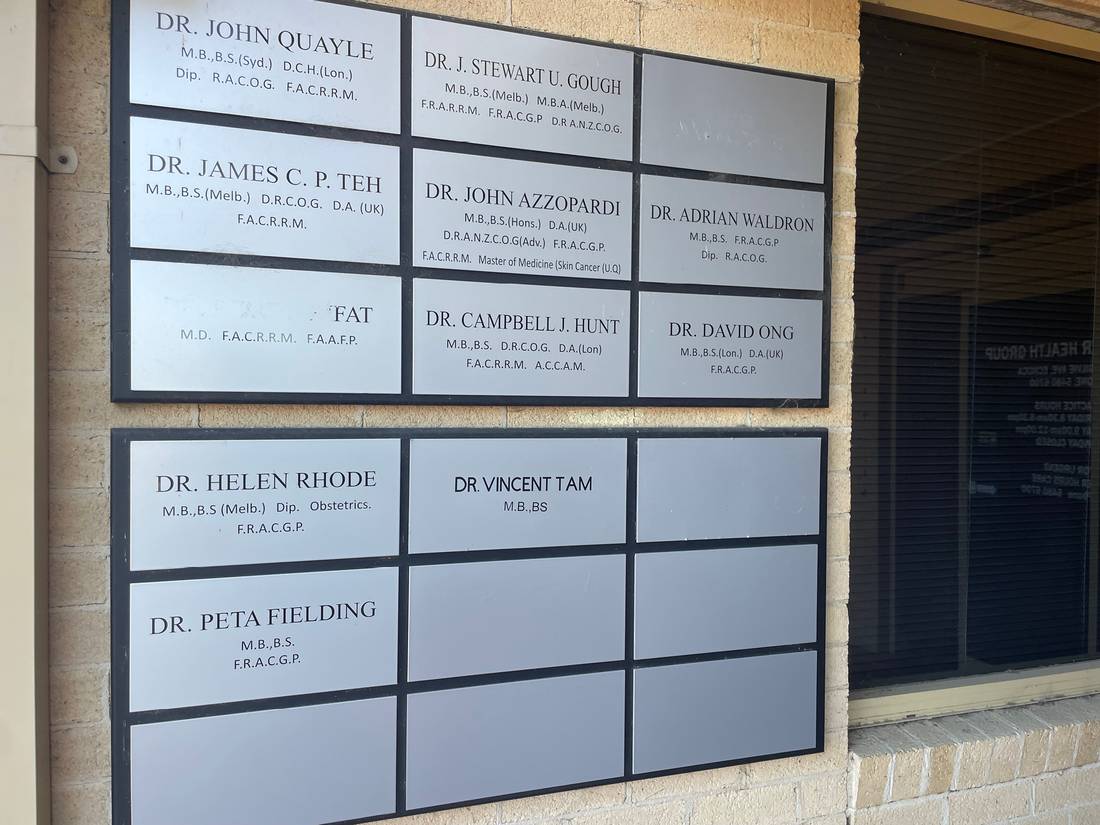 DR. JOHN QUAYLE
M.B.,B.S.(Syd.) D.C.H.(Lon.)
Dip. R.A.C.O.G. F.A.C.R.R.M.
DR. J. STEWART U. GOUGH
M.B.,B.S.(Melb.) M.B.A.(Melb.)
F.R.A.R.R.M. F.R.A.C.G.P D.R A.N.Z.C.O.G.
DR. JAMES C. P. TEH
M.B.,B.S.(Melb.) D.R.C.O.G. D.A. (UK)
F.A.C.R.R.M.
DR. JOHN AZZOPARDI
M.B.,B.S.(Hons.) D.A.(UK)
D.R.A.N.Z.C.O.G(Adv.) F.R.A.C.G.P.
F.A.C.R.R.M. Master of Medicine (Skin Cancer (U.Q)
DR. ADRIAN WALDRON
M.B.,B.S. F.R.A.C.G.P
Dip. R.A.C.O.G.
FAT
M.D. F.A.C.R.R.M. F.A.A.F.P.
DR. CAMPBELL J. HUNT
M.B.,B.S. D.R.C.O.G. D.A.(Lon)
F.A.C.R.R.M. A.C.C.A.M.
DR. DAVID ONG
M.B.,B.S.(Lon.) D.A.(UK)
F.R.A.C.G.P.
DR. HELEN RHODE
M.B.,B.S (Melb.) Dip. Obstetrics.
F.R.A.C.G.P.
DR. VINCENT TAM
M.B.,BS
DR. PETA FIELDING
M.B.,B.S.
F.R.A.C.G.P.
R HEALTH GROUP